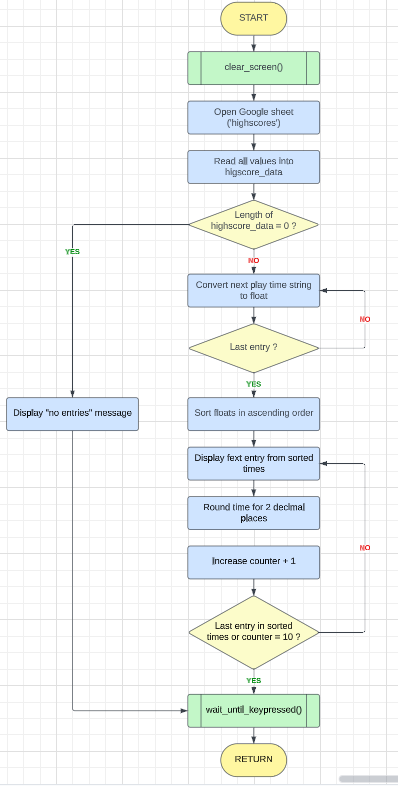 START
clear_screen()
Open Google sheet
('highscores')
Read all values into
higscore_data
Length of
highscore_data = 0 ?
YES
NO
Convert next play time string
to float
NO
Last entry ?
YES
Display "no entries" message
Sort floats in ascending order
Display fext entry from sorted
times
Round time for 2 decimal
places
NO
Increase counter + 1
Last entry in sorted
times or counter = 10 ?
YES
wait_until_keypressed()
RETURN